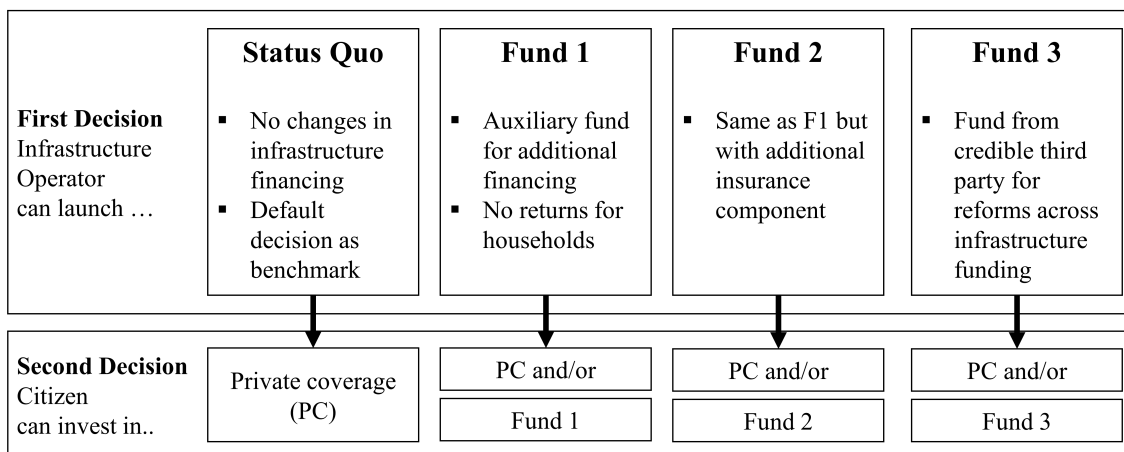 First Decision
Infrastructure
Operator
can launch …
Status Quo
▪ No changes in
infrastructure
financing
▪ Default
decision as
benchmark
Fund 1
▪ Auxiliary fund
for additional
financing
▪ No returns for
households
Fund 2
▪ Same as F1 but
with additional
insurance
component
Fund 3
▪ Fund from
credible third
party for
reforms across
infrastructure
funding
Second Decision
Citizen
can invest in..
Private coverage
(PC)
PC and/or
Fund 1
PC and/or
Fund 2
PC and/or
Fund 3